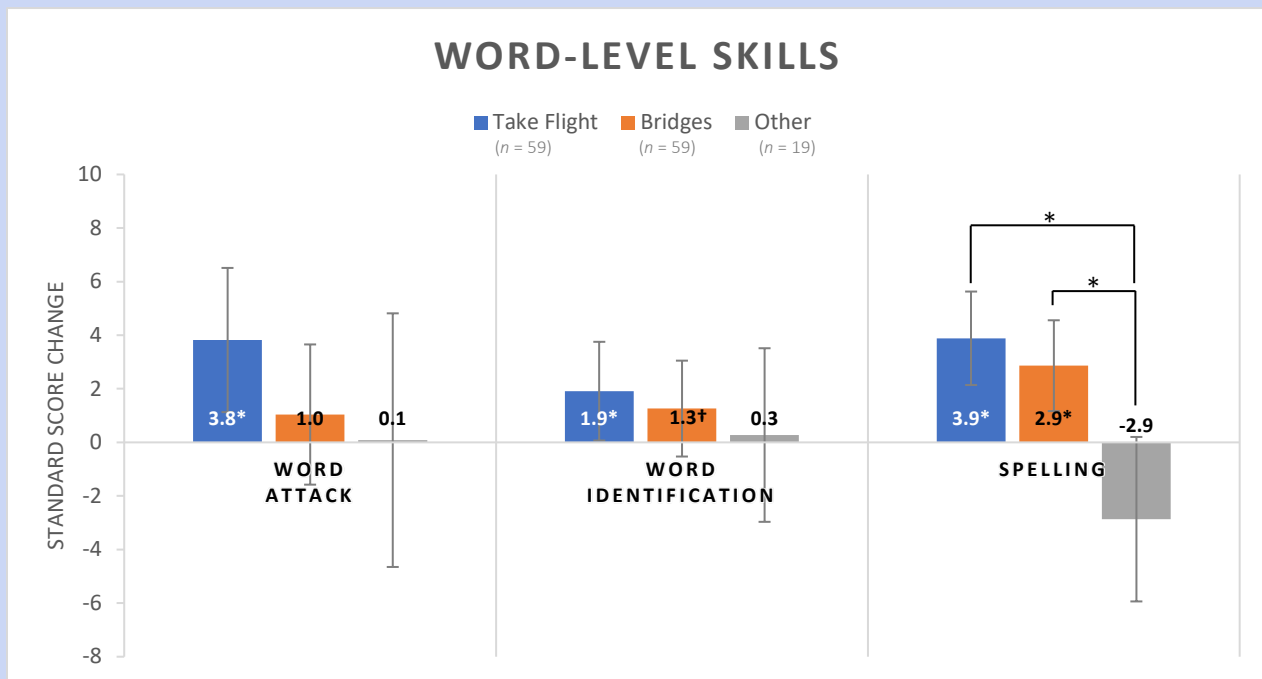 WORD-LEVEL SKILLS
Take Flight Bridges Other
(n = 59) (n = 59) (n = 19)
STANDARD SCORE CHANGE
10
8
6
4
2
0
-2
-4
-6
-8
3.8* 1.0 0.1
WORD
ATTACK
1.9* 1.3† 0.3
WORD
IDENTIFICATION
*
*
3.9* 2.9* -2.9
SPELLING